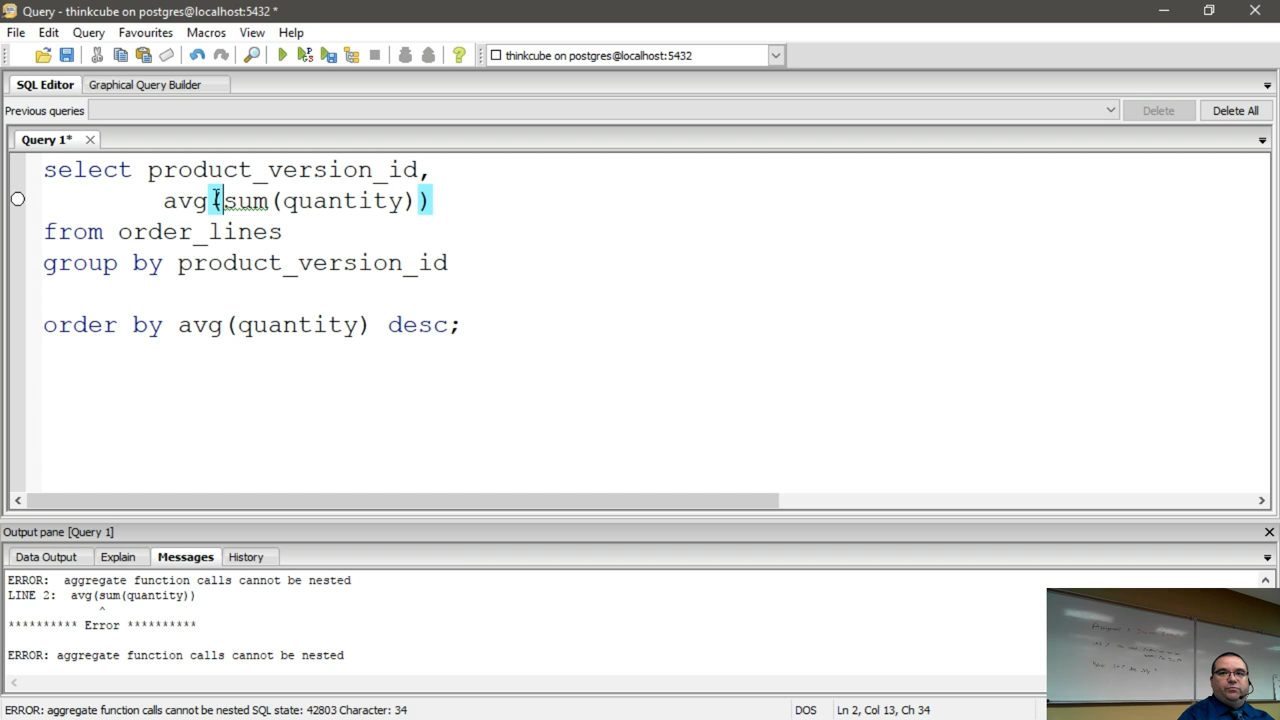 Query - thinkcube on postgres@localhost:5432 *
File Edit Query Favourites Macros View Help
thinkcube on postgres@localhost:5432
SQL Editor Graphical Query Builder
Previous queries Delete Delete All
Query 1*
select product_version_id,
avg(sum(quantity))
from order_lines
group by product_version_id
order by avg(quantity) desc;
Output pane [Query 1]
Data Output Explain Messages History
ERROR: aggregate function calls cannot be nested
LINE 2: avg(sum(quantity))
^
********** Error **********
ERROR: aggregate function calls cannot be nested
ERROR: aggregate function calls cannot be nested SQL state: 42803 Character: 34 DOS Ln 2, Col 13, Ch 34